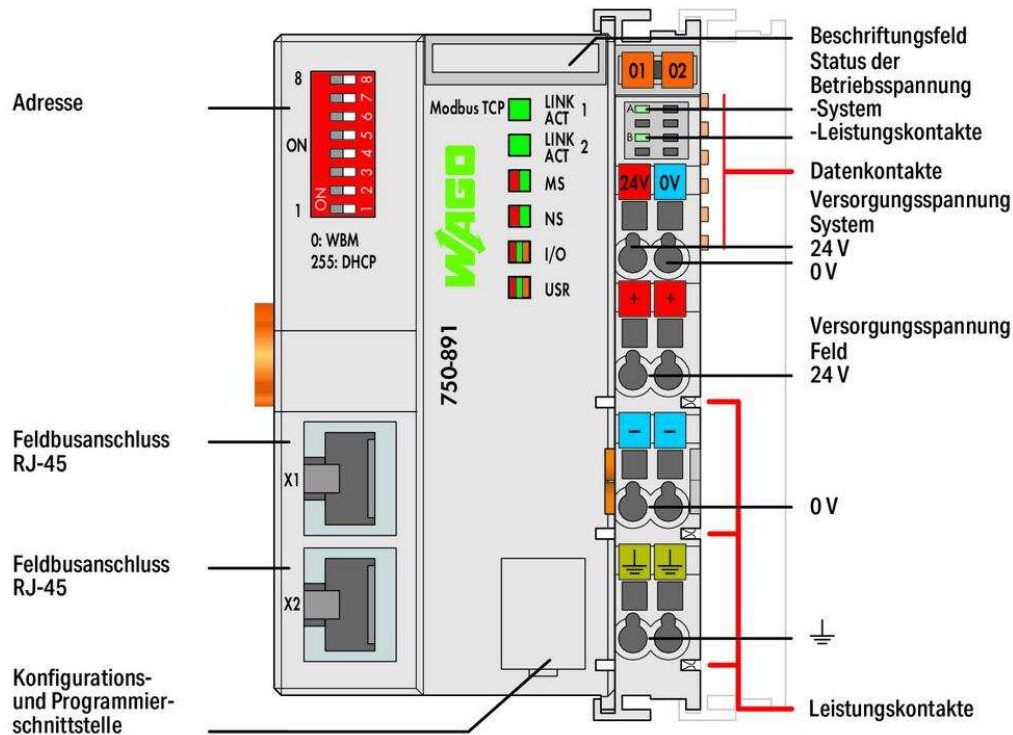 Adresse
Feldbusanschluss
RJ-45
Feldbusanschluss
RJ-45
Konfigurations-
und Programmier-
schnittstelle
8
ON
1
8
7
6
5
4
3
2
1
ON
0: WBM
255: DHCP
X1
X2
Modbus TCP
LINK
ACT 1
LINK
ACT 2
MS
NS
I/O
USR
WAGO
750-891
01 02
A
B
24V 0V
+ +
− −
Beschriftungsfeld
Status der
Betriebsspannung
-System
-Leistungskontakte
Datenkontakte
Versorgungsspannung
System
24 V
0 V
Versorgungsspannung
Feld
24 V
0 V
Leistungskontakte